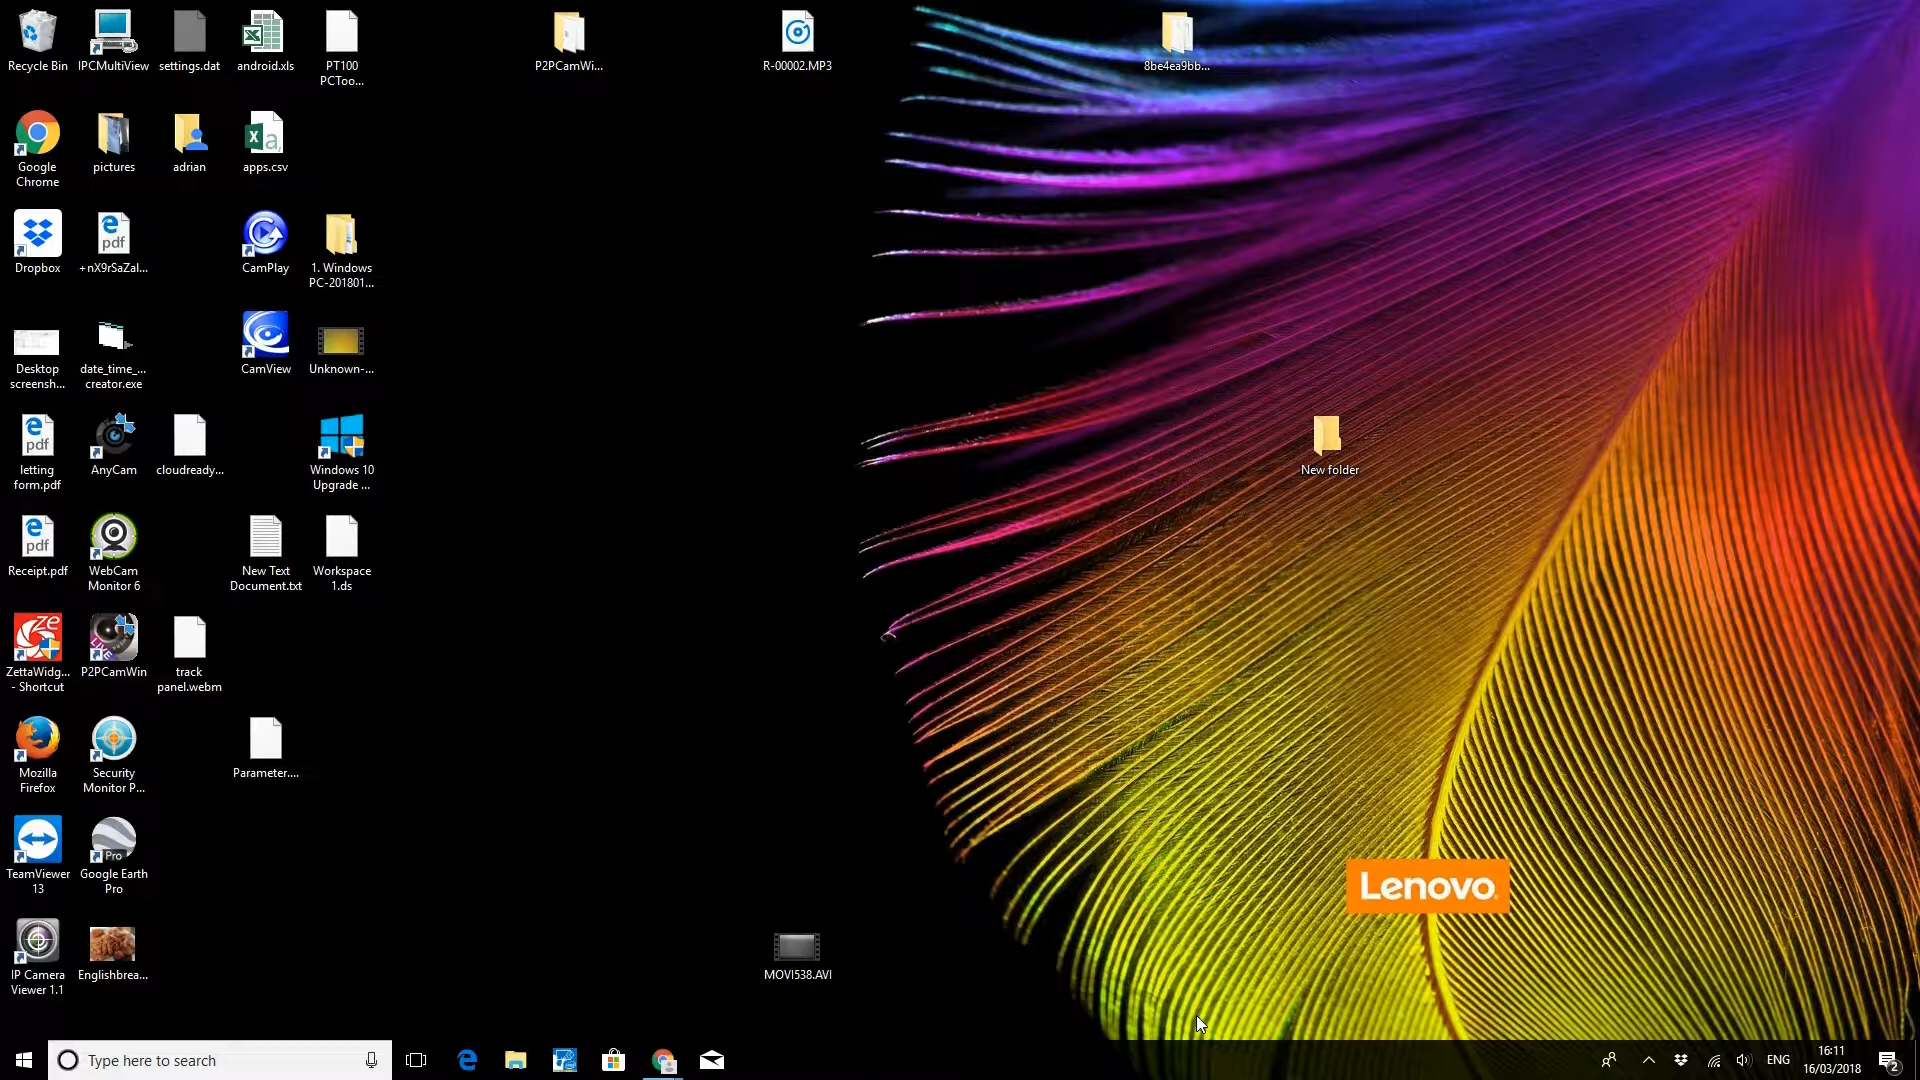 Recycle Bin
IPCMultiView
settings.dat
android.xls
PT100
PCToo...
P2PCamWi...
R-00002.MP3
8be4ea9bb...
Google
Chrome
pictures
adrian
apps.csv
Dropbox
+nX9rSaZal...
CamPlay
1. Windows
PC-201801...
Desktop
screensh...
date_time_...
creator.exe
CamView
Unknown-...
letting
form.pdf
AnyCam
cloudready...
Windows 10
Upgrade ...
New folder
Receipt.pdf
WebCam
Monitor 6
New Text
Document.txt
Workspace
1.ds
ZettaWidg...
- Shortcut
P2PCamWin
track
panel.webm
Mozilla
Firefox
Security
Monitor P...
Parameter....
TeamViewer
13
Google Earth
Pro
Lenovo
IP Camera
Viewer 1.1
Englishbrea...
MOVI538.AVI
Type here to search
ENG
16:11
16/03/2018
2